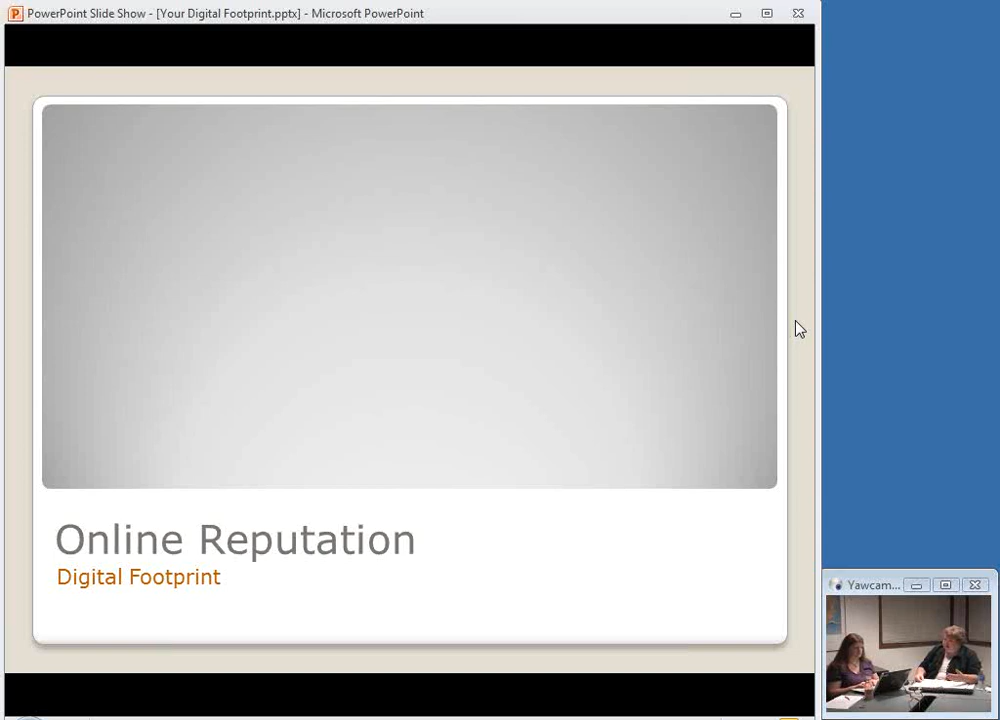 PowerPoint Slide Show - [Your Digital Footprint.pptx] - Microsoft PowerPoint
Online Reputation
Digital Footprint
Yawcam...